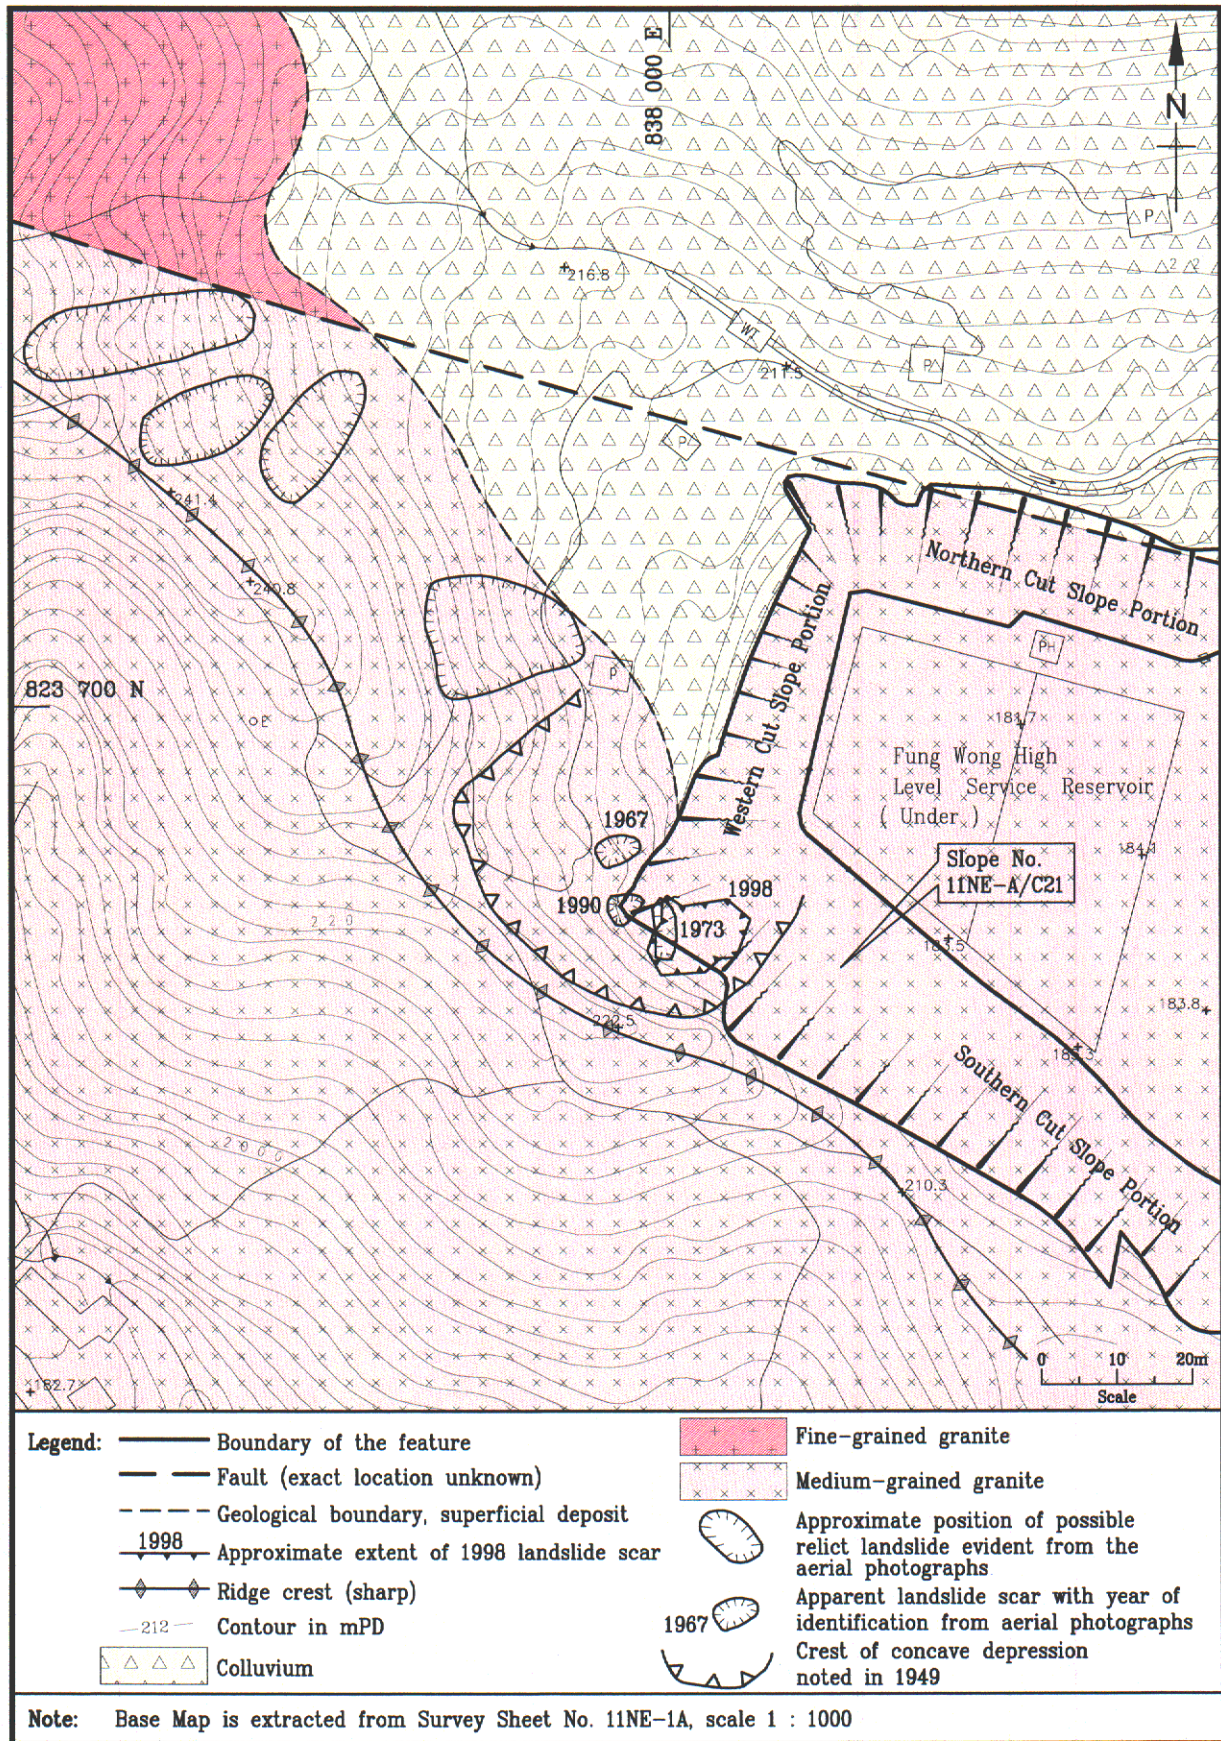 838 000 E
N
P
216.8
2 2
WT
211.5
P
P
241.4
Northern Cut Slope Portion
240.8
Western Cut Slope Portion
PH
P
823 700 N
E
181.7
Fung Wong High
Level Service Reservoir
( Under )
1967
184.1
Slope No.
11NE-A/C21
1998
1990
220
1973
183.5
183.8
222.5
183.3
Southern Cut Slope Portion
200
210.3
0 10 20m
Scale
182.7
Legend:
Boundary of the feature
Fault (exact location unknown)
Geological boundary, superficial deposit
1998
Approximate extent of 1998 landslide scar
Ridge crest (sharp)
212
Contour in mPD
Colluvium
Fine-grained granite
Medium-grained granite
Approximate position of possible
relict landslide evident from the
aerial photographs
Apparent landslide scar with year of
1967
identification from aerial photographs
Crest of concave depression
noted in 1949
Note: Base Map is extracted from Survey Sheet No. 11NE-1A, scale 1 : 1000